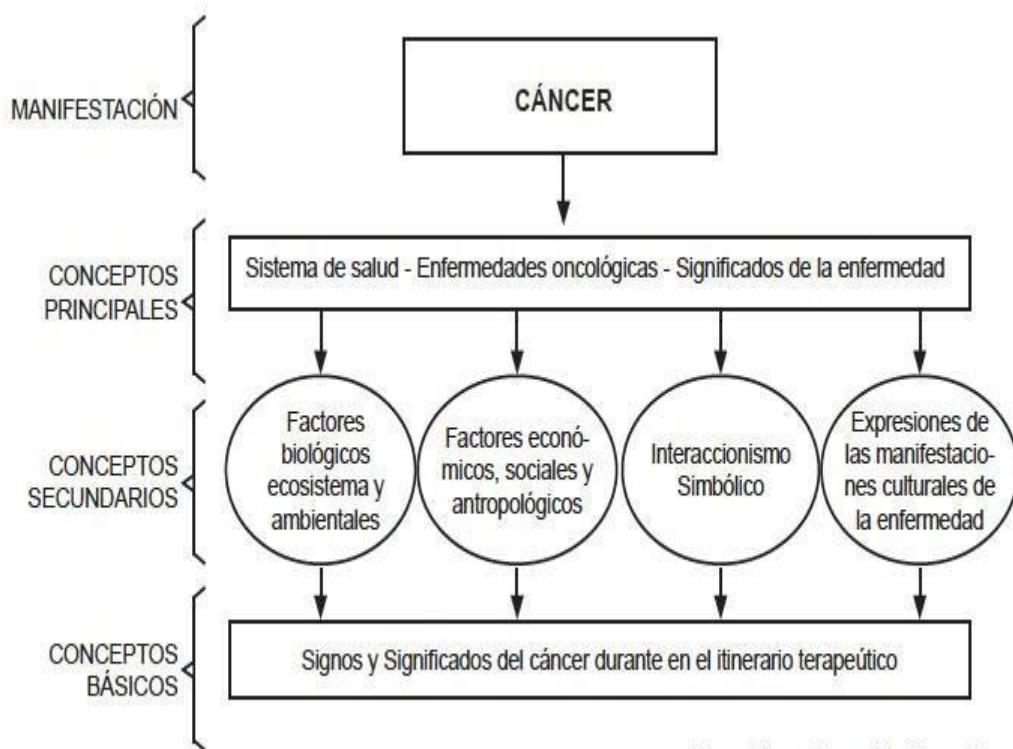 MANIFESTACIÓN
CÁNCER
CONCEPTOS
PRINCIPALES
Sistema de salud - Enfermedades oncológicas - Significados de la enfermedad
CONCEPTOS
SECUNDARIOS
Factores
biológicos
ecosistema y
ambientales
Factores econó-
micos, sociales y
antropológicos
Interaccionismo
Simbólico
Expresiones de
las manifestacio-
nes culturales de
la enfermedad
CONCEPTOS
BÁSICOS
Signos y Significados del cáncer durante en el itinerario terapeútico